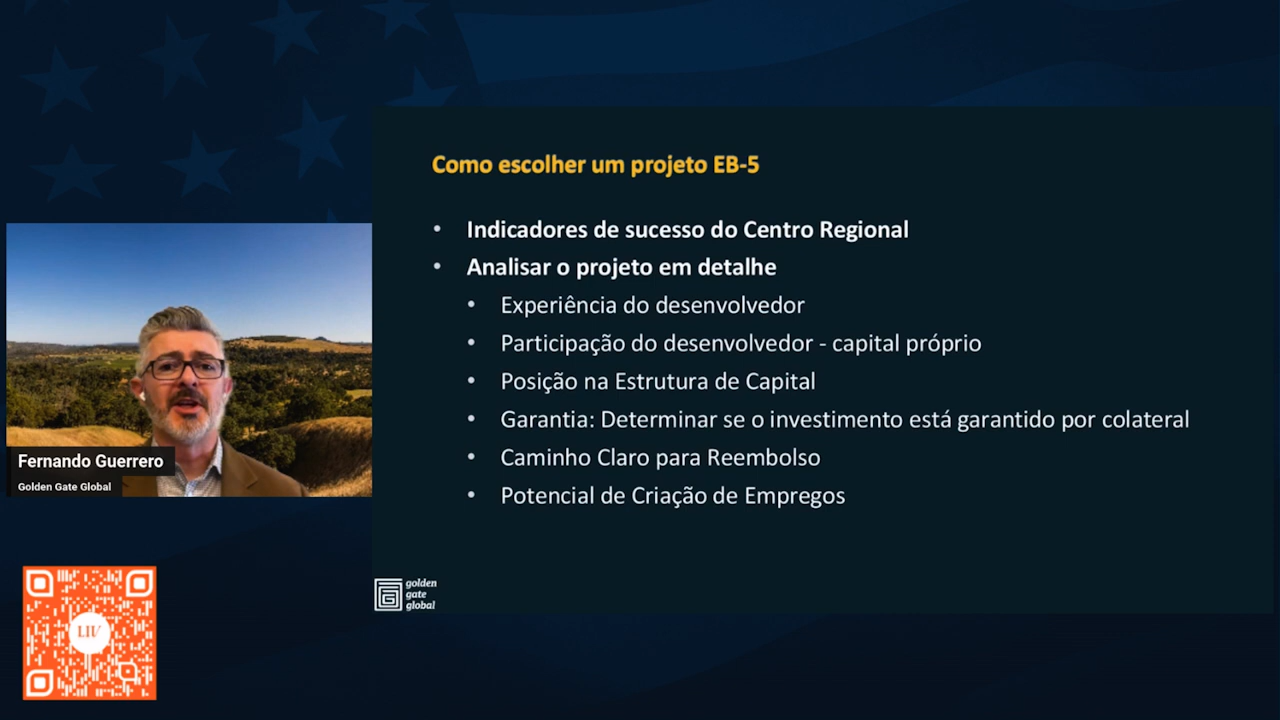 Como escolher um projeto EB-5
• Indicadores de sucesso do Centro Regional
• Analisar o projeto em detalhe
• Experiência do desenvolvedor
• Participação do desenvolvedor - capital próprio
• Posição na Estrutura de Capital
• Garantia: Determinar se o investimento está garantido por colateral
• Caminho Claro para Reembolso
• Potencial de Criação de Empregos
Fernando Guerrero
Golden Gate Global
golden
gate
global
LIV